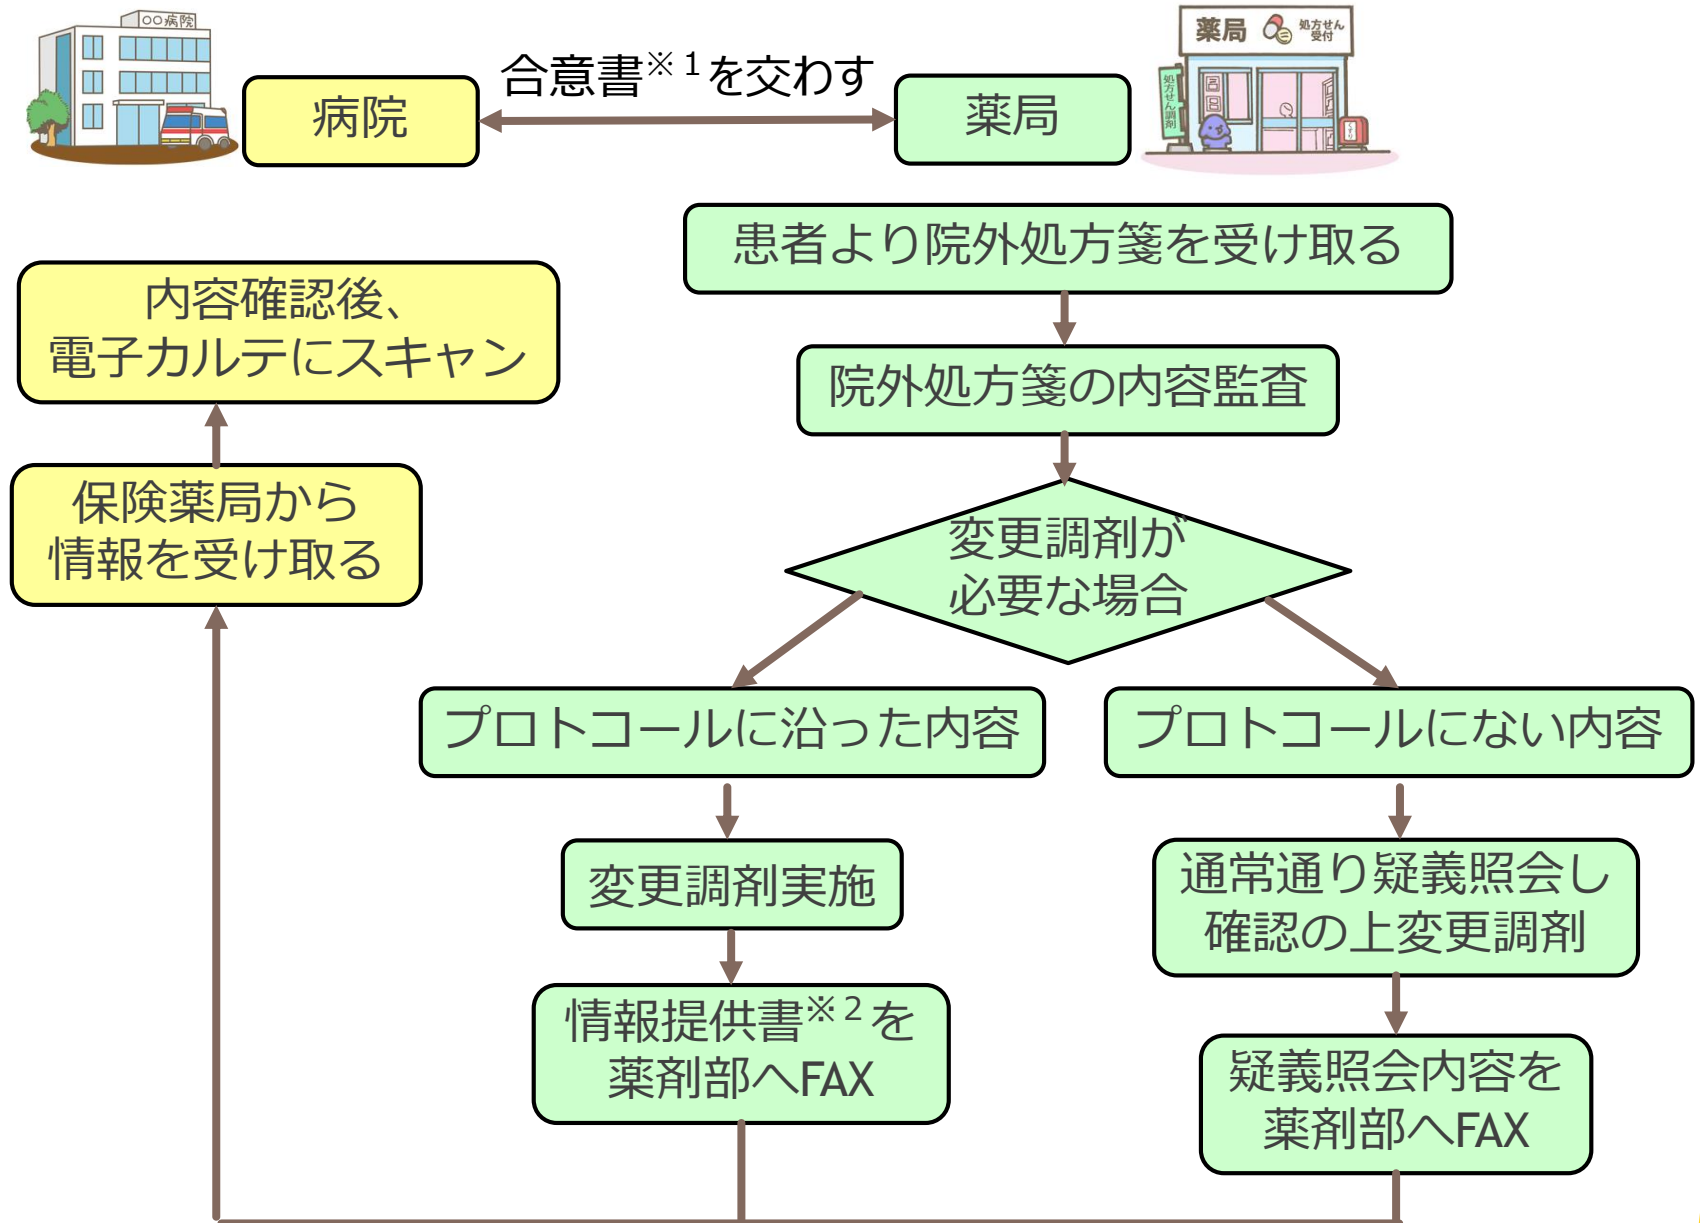 〇〇病院
病院
合意書※1を交わす
薬局
薬局
処方せん
受付
処方せん調剤
くすり
患者より院外処方箋を受け取る
院外処方箋の内容監査
変更調剤が
必要な場合
プロトコールに沿った内容
プロトコールにない内容
変更調剤実施
通常通り疑義照会し
確認の上変更調剤
情報提供書※2を
薬剤部へFAX
疑義照会内容を
薬剤部へFAX
保険薬局から
情報を受け取る
内容確認後、
電子カルテにスキャン